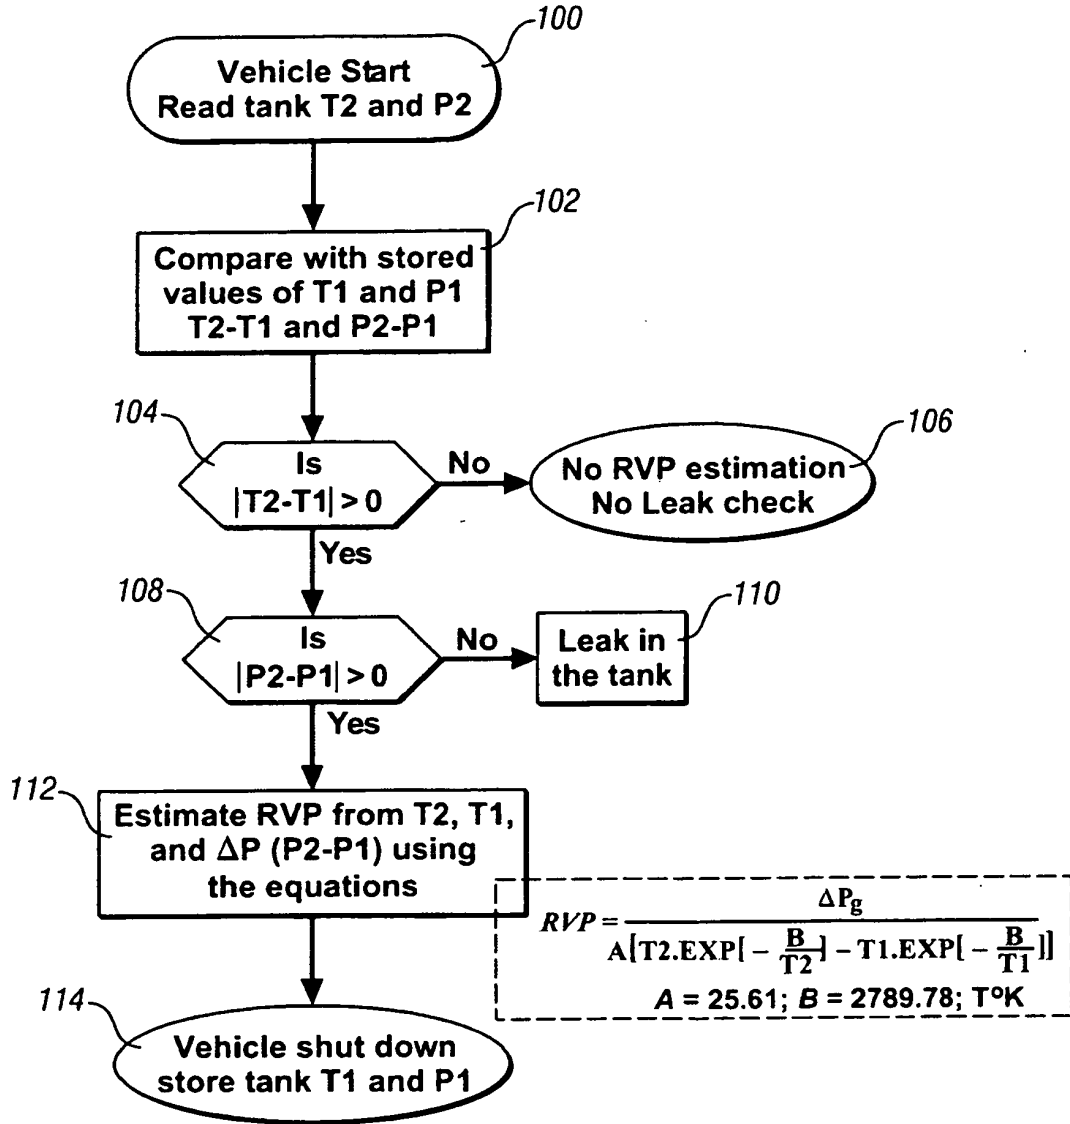 100
Vehicle Start
Read tank T2 and P2
102
Compare with stored
values of T1 and P1
T2-T1 and P2-P1
104
Is
|T2-T1| > 0
No
106
No RVP estimation
No Leak check
Yes
108
Is
|P2-P1| > 0
No
110
Leak in
the tank
Yes
112
Estimate RVP from T2, T1,
and ΔP (P2-P1) using
the equations
RVP = ΔPg / A[T2.EXP[- B/T2] - T1.EXP[- B/T1]]
A = 25.61; B = 2789.78; T°K
114
Vehicle shut down
store tank T1 and P1